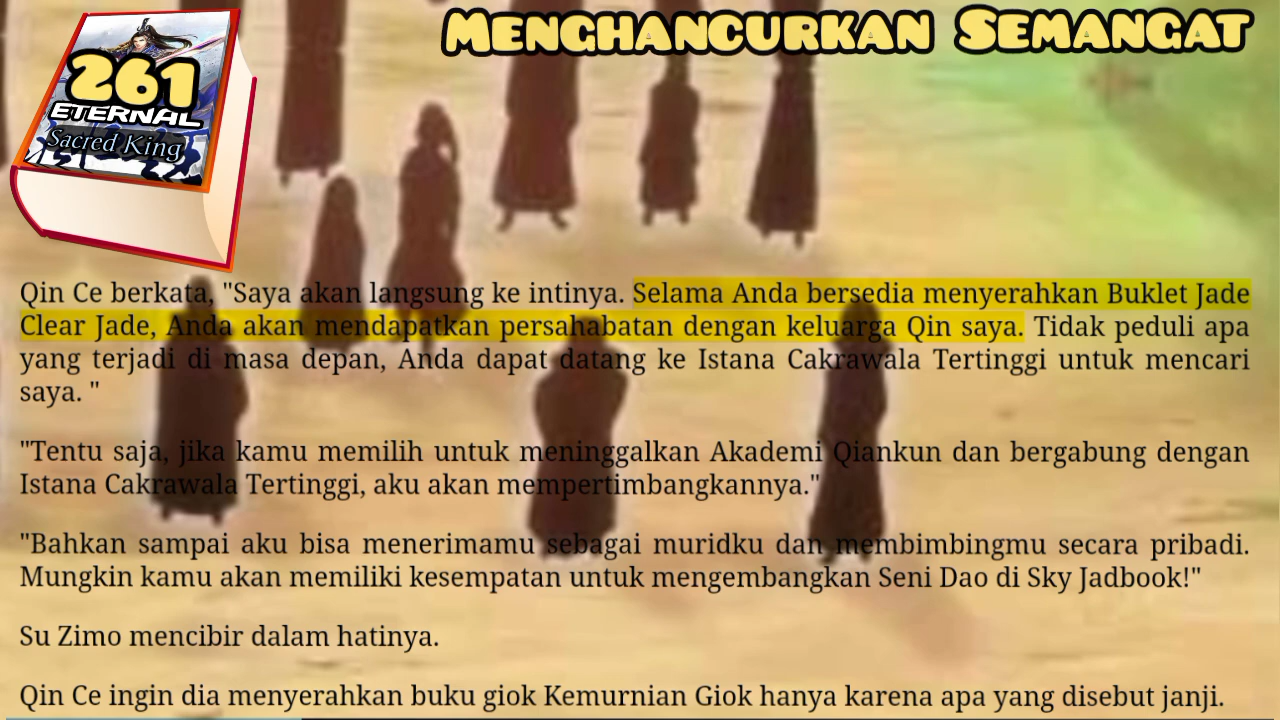 Menghancurkan Semangat
261
ETERNAL
Sacred King
Qin Ce berkata, "Saya akan langsung ke intinya. Selama Anda bersedia menyerahkan Buklet Jade
Clear Jade, Anda akan mendapatkan persahabatan dengan keluarga Qin saya. Tidak peduli apa
yang terjadi di masa depan, Anda dapat datang ke Istana Cakrawala Tertinggi untuk mencari
saya. "
"Tentu saja, jika kamu memilih untuk meninggalkan Akademi Qiankun dan bergabung dengan
Istana Cakrawala Tertinggi, aku akan mempertimbangkannya."
"Bahkan sampai aku bisa menerimamu sebagai muridku dan membimbingmu secara pribadi.
Mungkin kamu akan memiliki kesempatan untuk mengembangkan Seni Dao di Sky Jadbook!"
Su Zimo mencibir dalam hatinya.
Qin Ce ingin dia menyerahkan buku giok Kemurnian Giok hanya karena apa yang disebut janji.